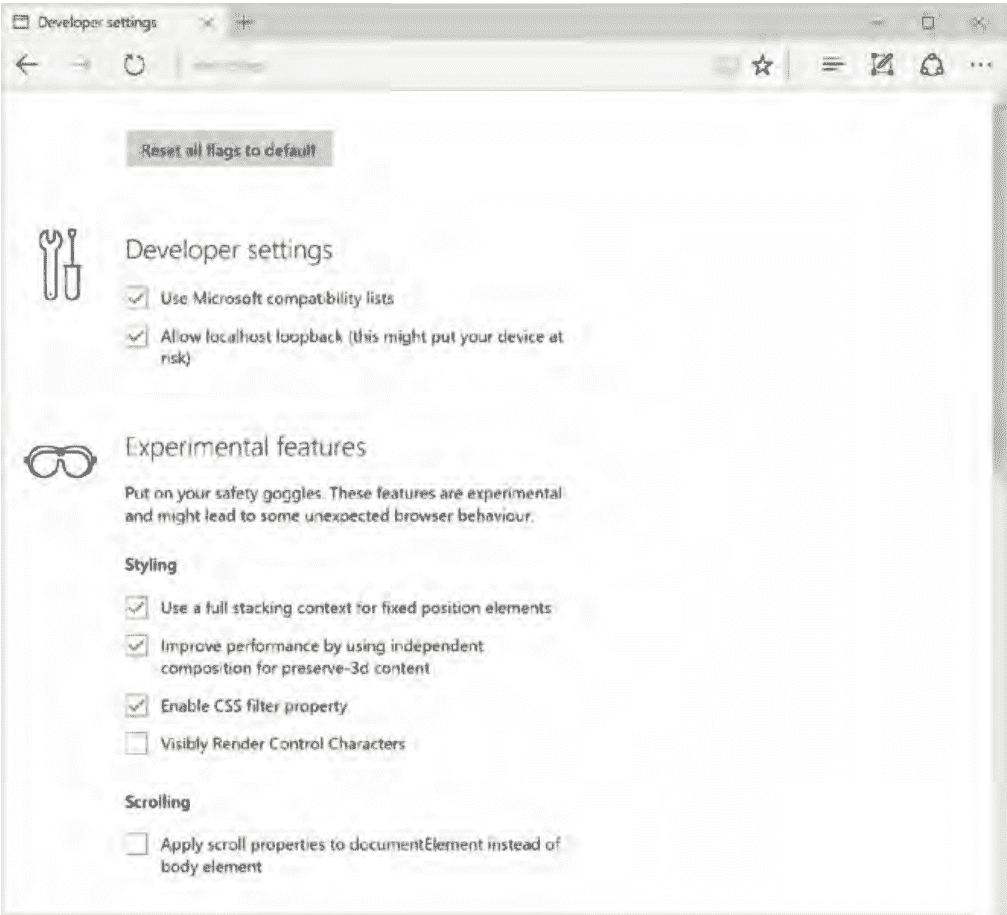 Developer settings
Reset all flags to default
Developer settings
Use Microsoft compatibility lists
Allow localhost loopback (this might put your device at
risk)
Experimental features
Put on your safety goggles. These features are experimental
and might lead to some unexpected browser behaviour.
Styling
Use a full stacking context for fixed position elements
Improve performance by using independent
composition for preserve-3d content
Enable CSS filter property
Visibly Render Control Characters
Scrolling
Apply scroll properties to documentElement instead of
body element